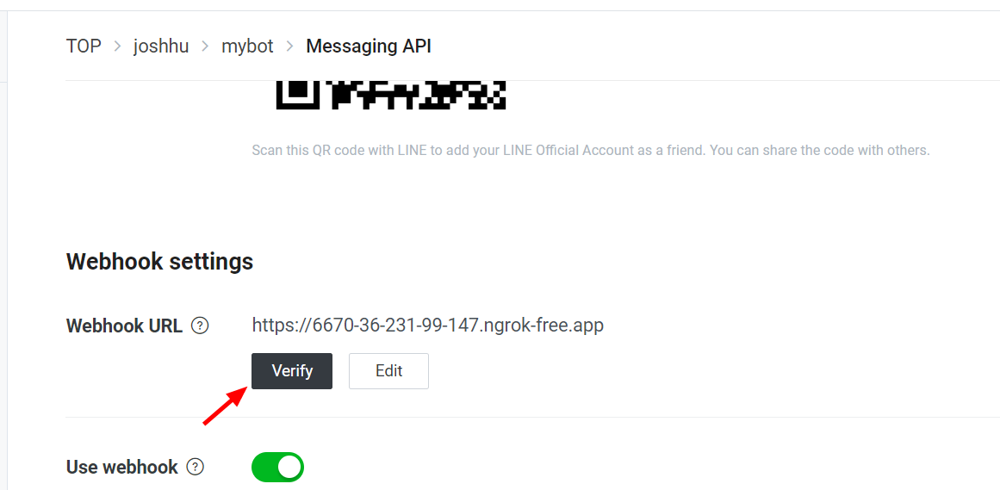 TOP > joshhu > mybot > Messaging API
Scan this QR code with LINE to add your LINE Official Account as a friend. You can share the code with others.
Webhook settings
Webhook URL ? https://6670-36-231-99-147.ngrok-free.app
Verify Edit
Use webhook ?